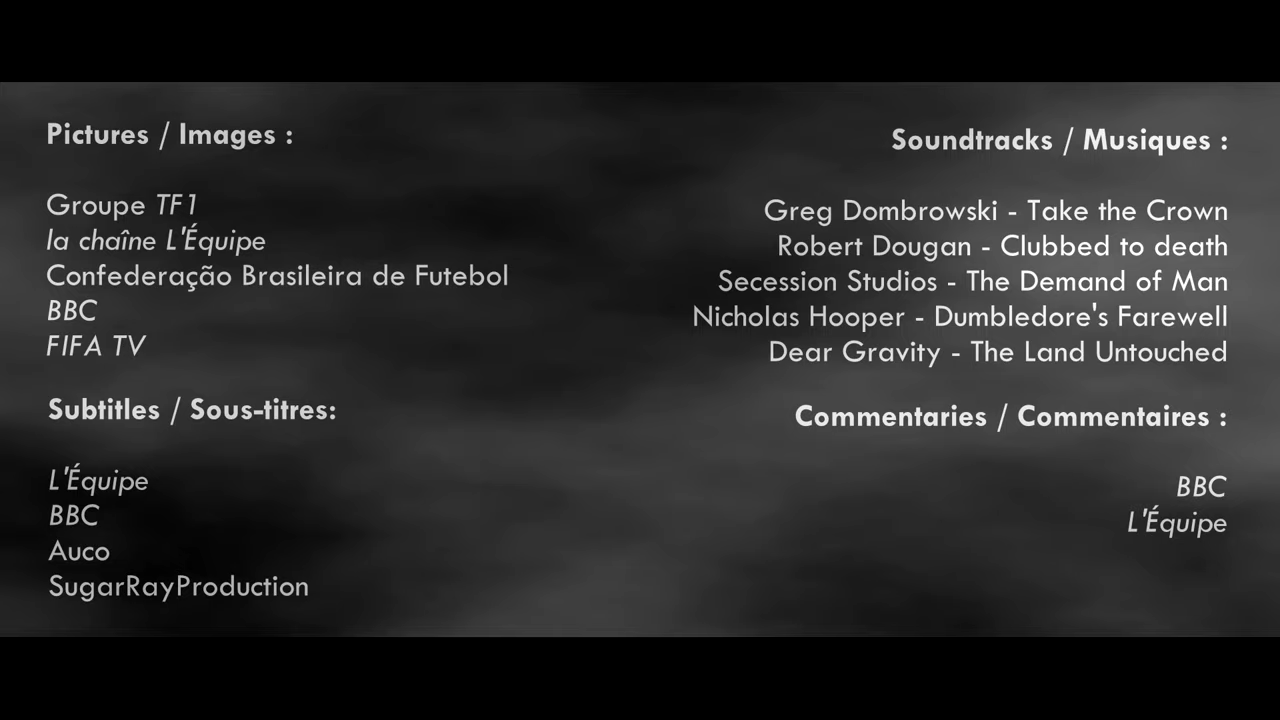 Pictures / Images :
Groupe TF1
la chaîne L'Équipe
Confederação Brasileira de Futebol
BBC
FIFA TV
Subtitles / Sous-titres:
L'Équipe
BBC
Auco
SugarRayProduction
Soundtracks / Musiques :
Greg Dombrowski - Take the Crown
Robert Dougan - Clubbed to death
Secession Studios - The Demand of Man
Nicholas Hooper - Dumbledore's Farewell
Dear Gravity - The Land Untouched
Commentaries / Commentaires :
BBC
L'Équipe